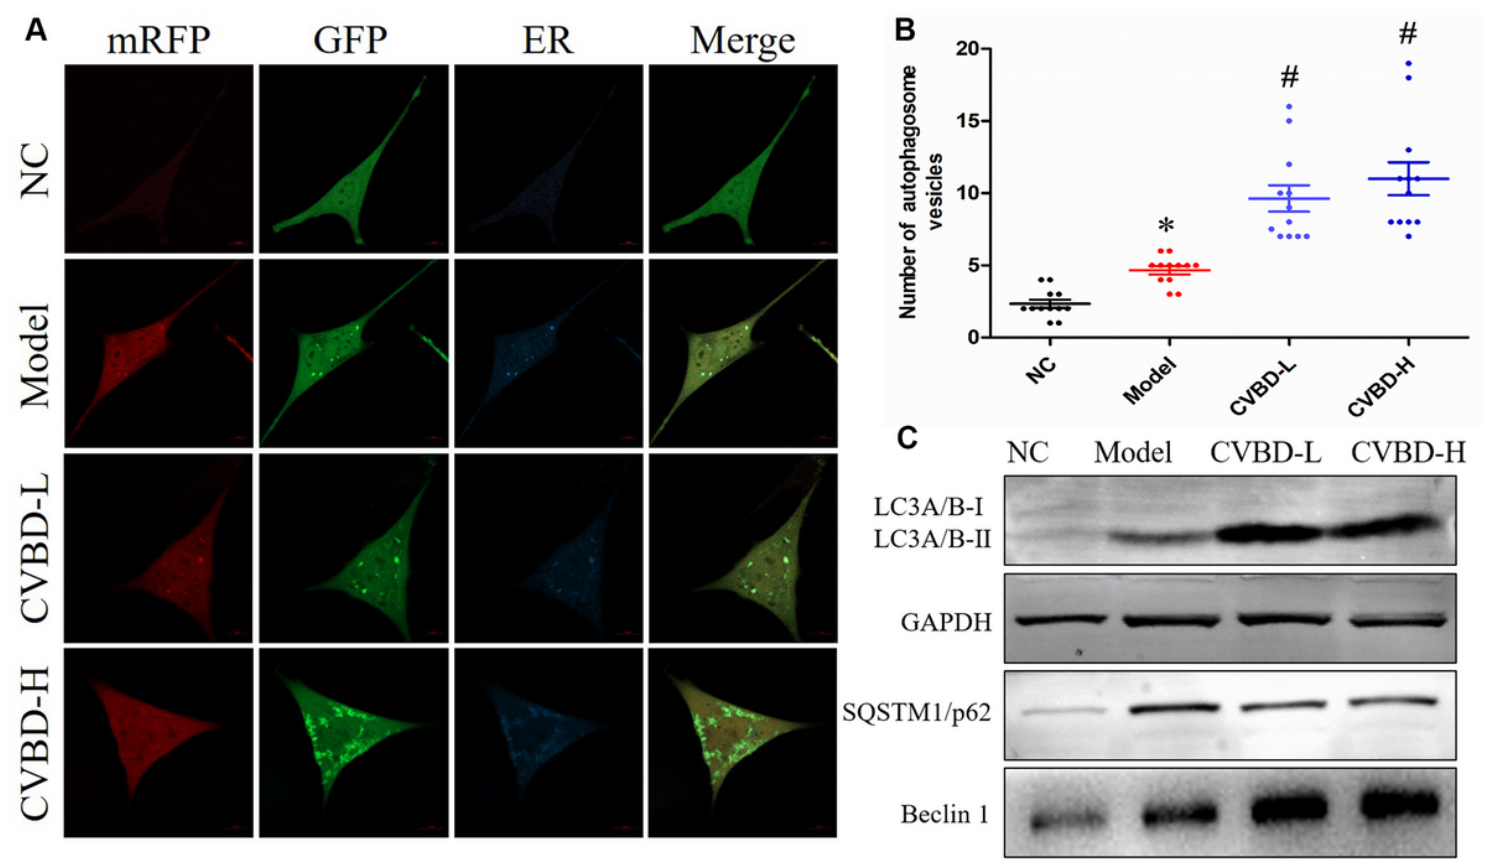 A
mRFP GFP ER Merge
NC
Model
CVBD-L
CVBD-H
B
Number of autophagosome
vesicles
20
15
10
5
0
#
#
*
NC
Model
CVBD-L
CVBD-H
C
NC Model CVBD-L CVBD-H
LC3A/B-I
LC3A/B-II
GAPDH
SQSTM1/p62
Beclin 1